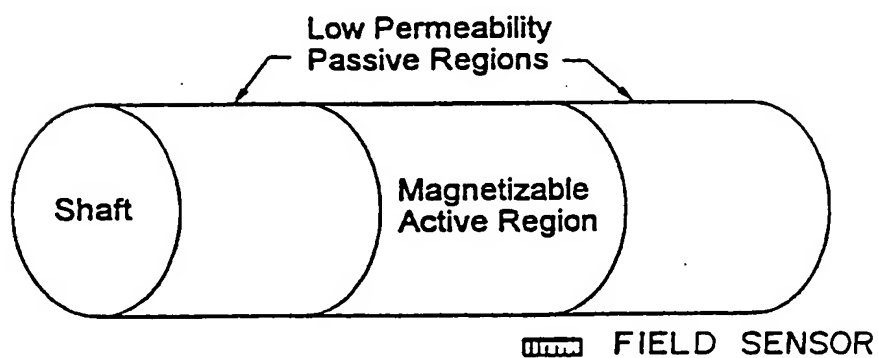 Low Permeability
Passive Regions
Shaft
Magnetizable
Active Region
FIELD SENSOR